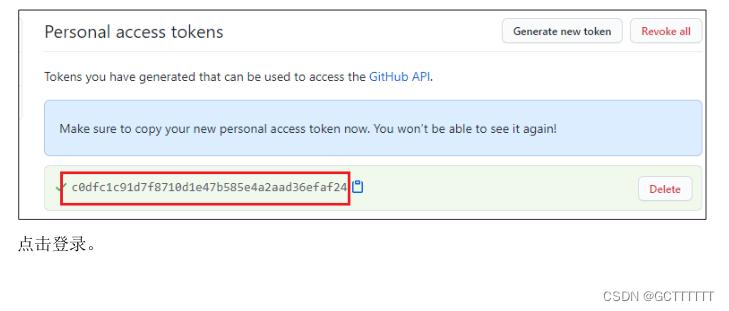 Personal access tokens
Generate new token
Revoke all
Tokens you have generated that can be used to access the GitHub API.
Make sure to copy your new personal access token now. You won't be able to see it again!
c0dfc1c91d7f8710d1e47b585e4a2aad36efaf24
Delete
点击登录。
CSDN @GCTTTTTT